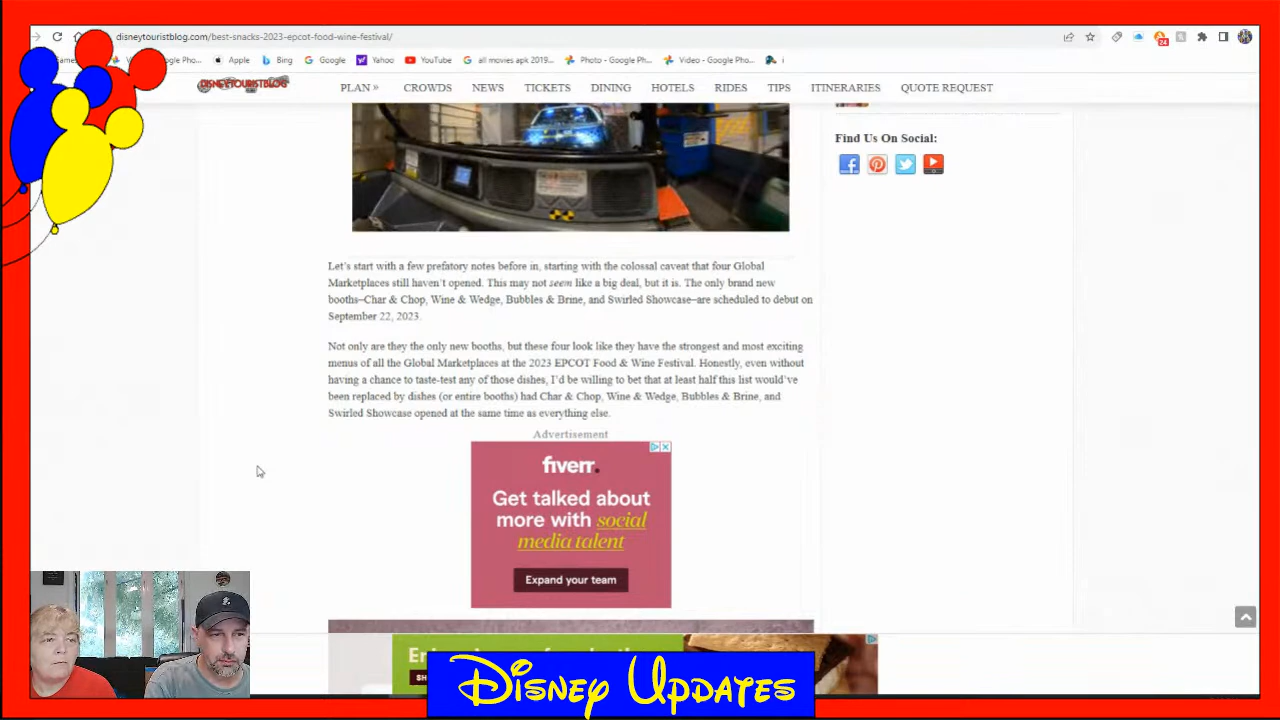 disneytouristblog.com/best-snacks-2023-epcot-food-wine-festival/
24
Apple Bing Google Yahoo YouTube all movies apk 2019... Photo - Google Ph... Video - Google Pho...
DISNEYTOURISTBLOG PLAN » CROWDS NEWS TICKETS DINING HOTELS RIDES TIPS ITINERARIES QUOTE REQUEST
Find Us On Social:
Let's start with a few prefatory notes before in, starting with the colossal caveat that four Global
Marketplaces still haven't opened. This may not seem like a big deal, but it is. The only brand new
booths–Char & Chop, Wine & Wedge, Bubbles & Brine, and Swirled Showcase–are scheduled to debut on
September 22, 2023.
Not only are they the only new booths, but these four look like they have the strongest and most exciting
menus of all the Global Marketplaces at the 2023 EPCOT Food & Wine Festival. Honestly, even without
having a chance to taste-test any of those dishes, I'd be willing to bet that at least half this list would've
been replaced by dishes (or entire booths) had Char & Chop, Wine & Wedge, Bubbles & Brine, and
Swirled Showcase opened at the same time as everything else.
Advertisement
fiverr.
Get talked about
more with social
media talent
Expand your team
DISNEY UPDATES